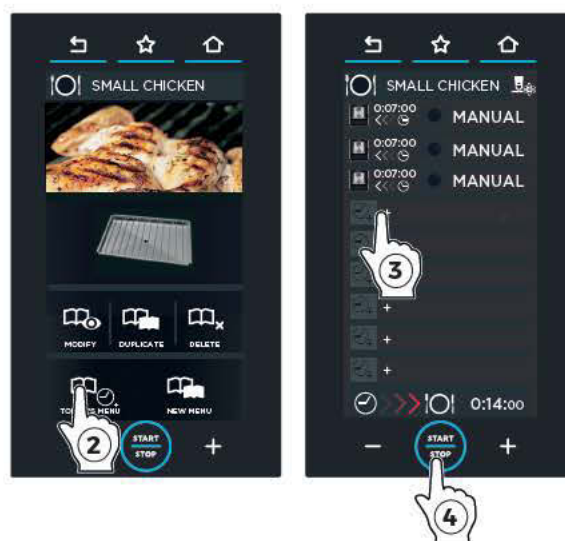 SMALL CHICKEN
MODIFY
DUPLICATE
DELETE
MENU
NEW MENU
2
START
STOP
+
SMALL CHICKEN
0:07:00
MANUAL
0:07:00
MANUAL
0:07:00
MANUAL
+
3
+
+
+
0:14:00
-
START
STOP
+
4